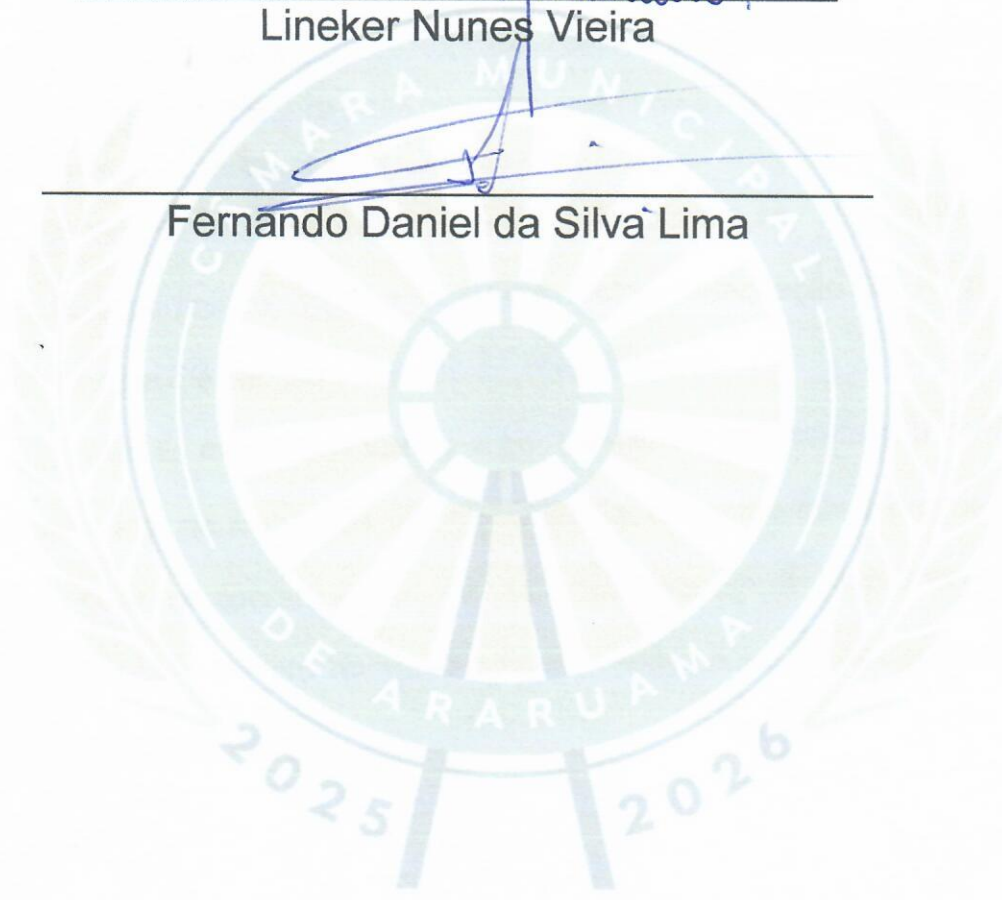 Lineker Nunes Vieira
Fernando Daniel da Silva Lima
CÂMARA MUNICIPAL
DE ARARUAMA
2025 2026